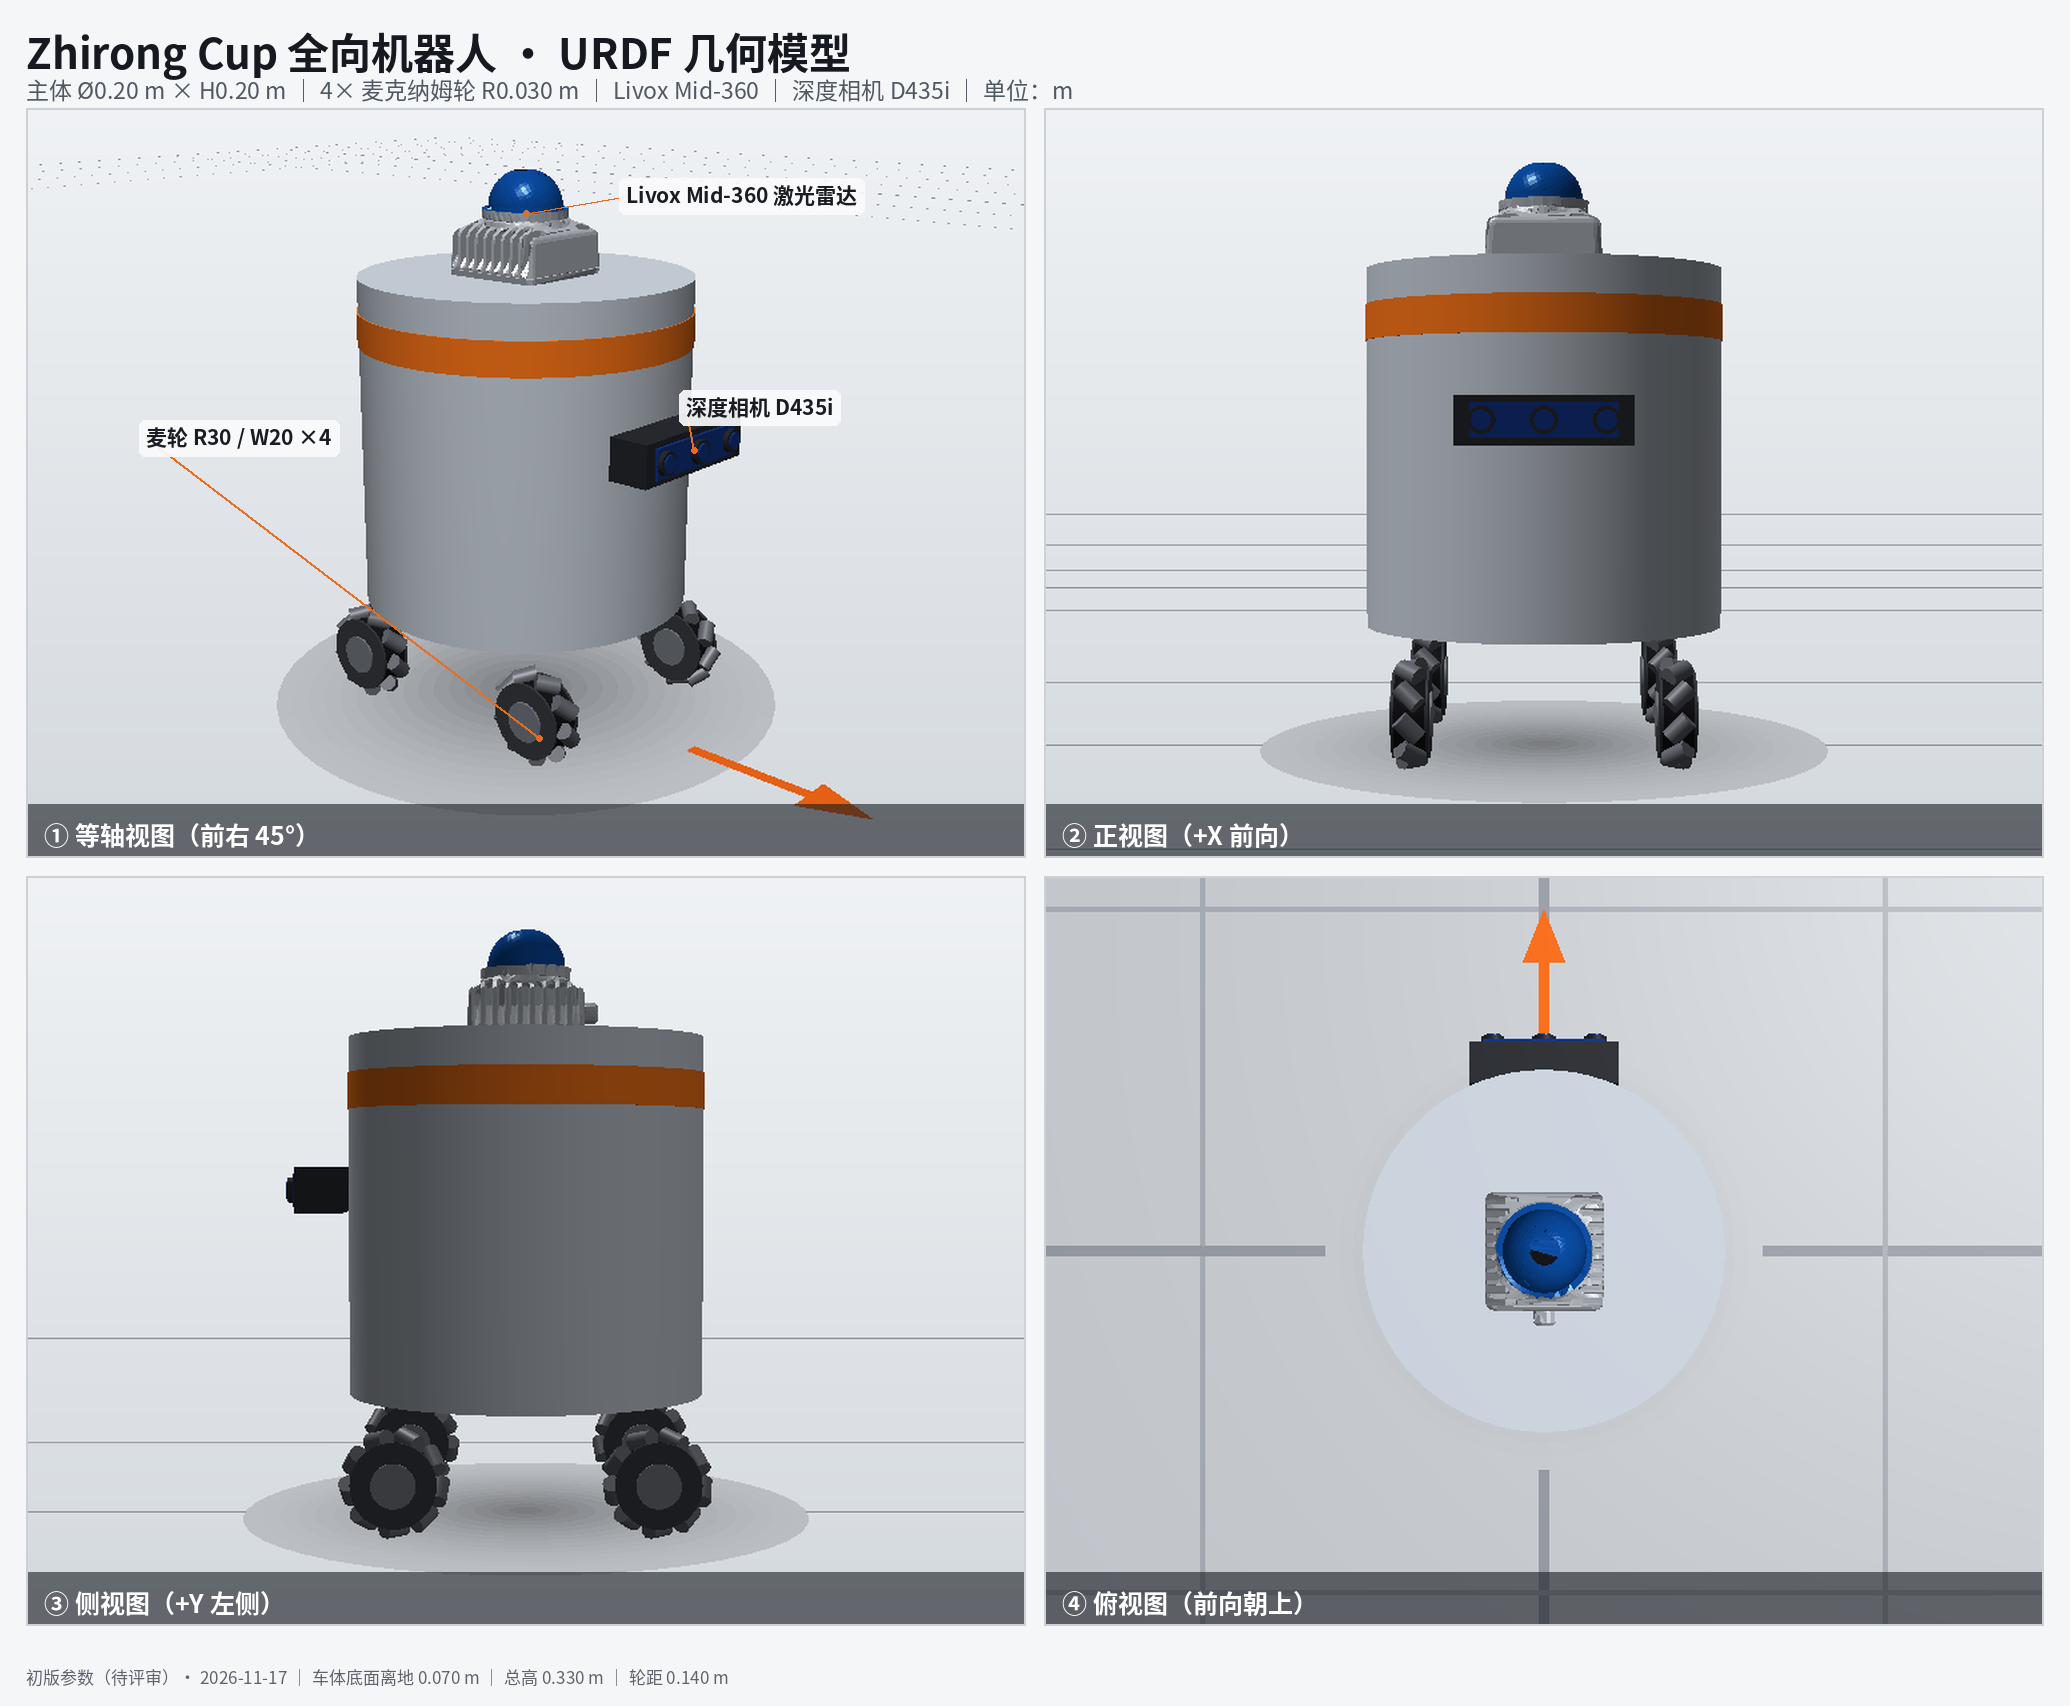 Zhirong Cup 全向机器人 · URDF 几何模型
主体 Ø0.20 m × H0.20 m ｜ 4× 麦克纳姆轮 R0.030 m ｜ Livox Mid-360 ｜ 深度相机 D435i ｜ 单位：m
Livox Mid-360 激光雷达
深度相机 D435i
麦轮 R30 / W20 ×4
① 等轴视图（前右 45°）
② 正视图（+X 前向）
③ 侧视图（+Y 左侧）
④ 俯视图（前向朝上）
初版参数（待评审） · 2026-11-17 ｜ 车体底面离地 0.070 m ｜ 总高 0.330 m ｜ 轮距 0.140 m